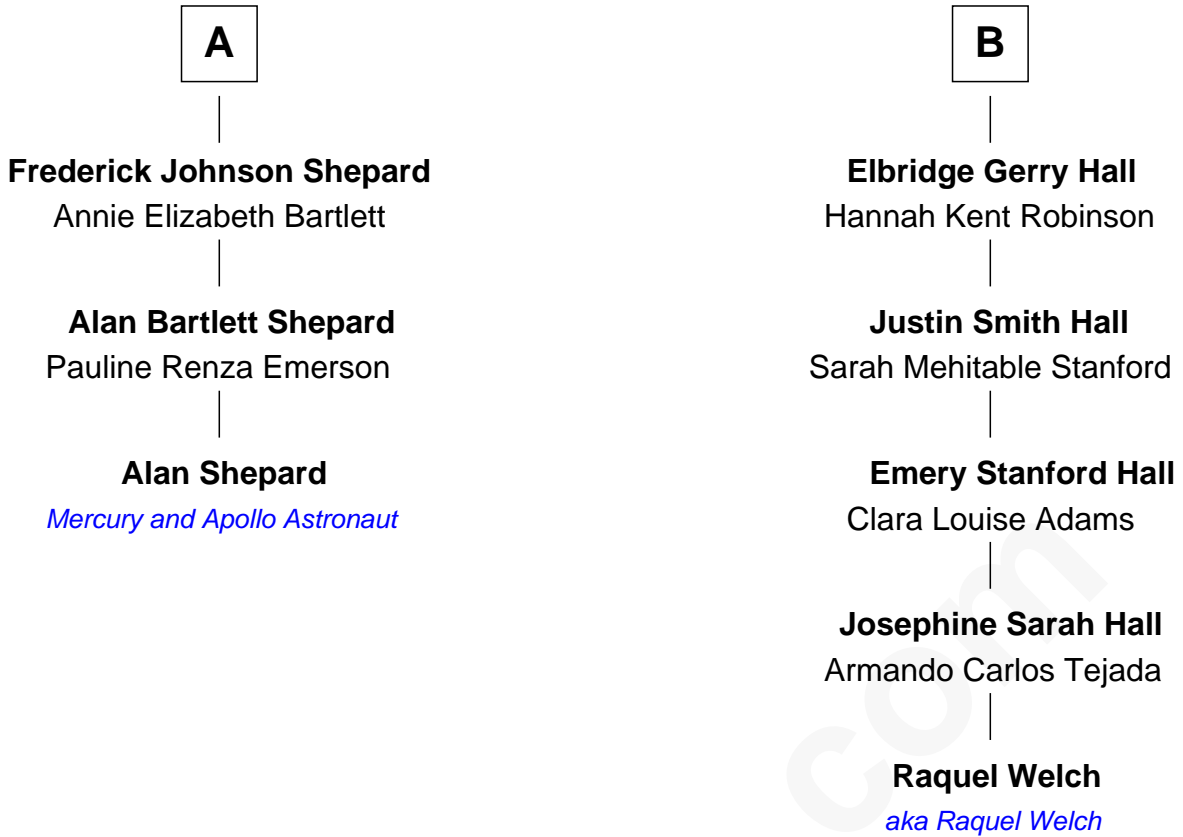 A
Frederick Johnson Shepard
Annie Elizabeth Bartlett
Alan Bartlett Shepard
Pauline Renza Emerson
Alan Shepard
Mercury and Apollo Astronaut
B
Elbridge Gerry Hall
Hannah Kent Robinson
Justin Smith Hall
Sarah Mehitable Stanford
Emery Stanford Hall
Clara Louise Adams
Josephine Sarah Hall
Armando Carlos Tejada
Raquel Welch
aka Raquel Welch
com